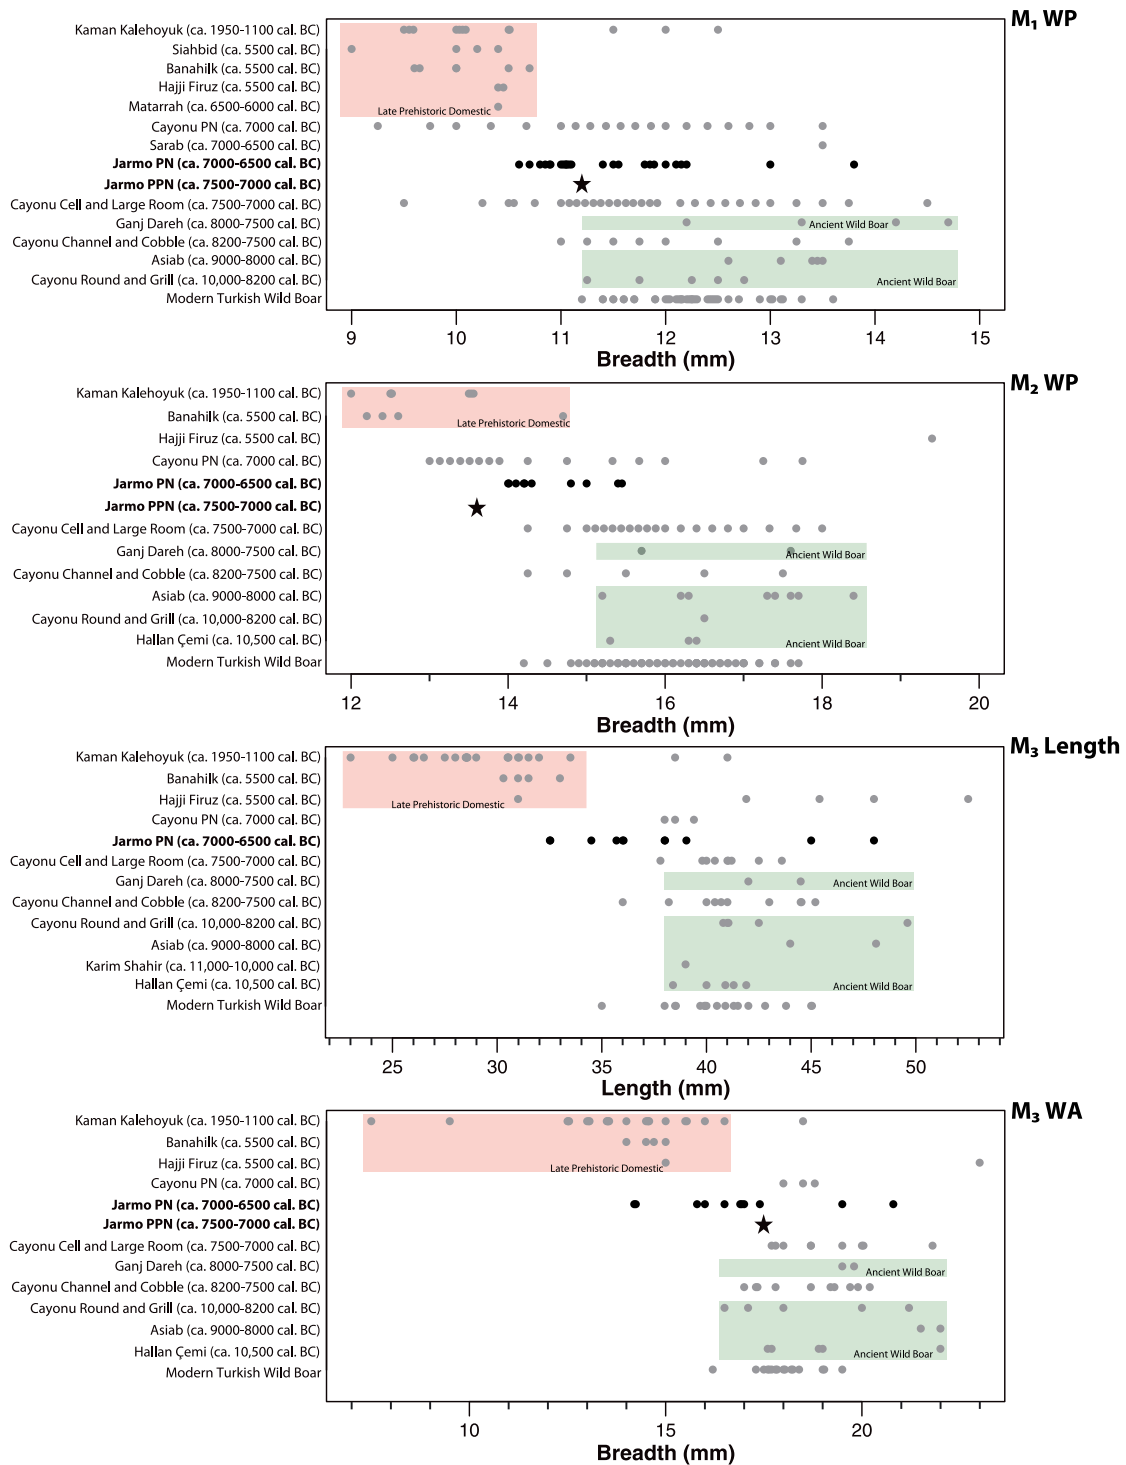 M₁ WP
Kaman Kalehoyuk (ca. 1950-1100 cal. BC)
Siahbid (ca. 5500 cal. BC)
Banahilk (ca. 5500 cal. BC)
Hajji Firuz (ca. 5500 cal. BC)
Matarrah (ca. 6500-6000 cal. BC)
Late Prehistoric Domestic
Cayonu PN (ca. 7000 cal. BC)
Sarab (ca. 7000-6500 cal. BC)
Jarmo PN (ca. 7000-6500 cal. BC)
Jarmo PPN (ca. 7500-7000 cal. BC)
Cayonu Cell and Large Room (ca. 7500-7000 cal. BC)
Ganj Dareh (ca. 8000-7500 cal. BC)
Ancient Wild Boar
Cayonu Channel and Cobble (ca. 8200-7500 cal. BC)
Asiab (ca. 9000-8000 cal. BC)
Cayonu Round and Grill (ca. 10,000-8200 cal. BC)
Ancient Wild Boar
Modern Turkish Wild Boar
9 10 11 12 13 14 15
Breadth (mm)
M₂ WP
Kaman Kalehoyuk (ca. 1950-1100 cal. BC)
Banahilk (ca. 5500 cal. BC)
Late Prehistoric Domestic
Hajji Firuz (ca. 5500 cal. BC)
Cayonu PN (ca. 7000 cal. BC)
Jarmo PN (ca. 7000-6500 cal. BC)
Jarmo PPN (ca. 7500-7000 cal. BC)
Cayonu Cell and Large Room (ca. 7500-7000 cal. BC)
Ganj Dareh (ca. 8000-7500 cal. BC)
Ancient Wild Boar
Cayonu Channel and Cobble (ca. 8200-7500 cal. BC)
Asiab (ca. 9000-8000 cal. BC)
Cayonu Round and Grill (ca. 10,000-8200 cal. BC)
Hallan Çemi (ca. 10,500 cal. BC)
Ancient Wild Boar
Modern Turkish Wild Boar
12 14 16 18 20
Breadth (mm)
M₃ Length
Kaman Kalehoyuk (ca. 1950-1100 cal. BC)
Banahilk (ca. 5500 cal. BC)
Hajji Firuz (ca. 5500 cal. BC)
Late Prehistoric Domestic
Cayonu PN (ca. 7000 cal. BC)
Jarmo PN (ca. 7000-6500 cal. BC)
Cayonu Cell and Large Room (ca. 7500-7000 cal. BC)
Ganj Dareh (ca. 8000-7500 cal. BC)
Ancient Wild Boar
Cayonu Channel and Cobble (ca. 8200-7500 cal. BC)
Cayonu Round and Grill (ca. 10,000-8200 cal. BC)
Asiab (ca. 9000-8000 cal. BC)
Karim Shahir (ca. 11,000-10,000 cal. BC)
Hallan Çemi (ca. 10,500 cal. BC)
Ancient Wild Boar
Modern Turkish Wild Boar
25 30 35 40 45 50
Length (mm)
M₃ WA
Kaman Kalehoyuk (ca. 1950-1100 cal. BC)
Banahilk (ca. 5500 cal. BC)
Hajji Firuz (ca. 5500 cal. BC)
Late Prehistoric Domestic
Cayonu PN (ca. 7000 cal. BC)
Jarmo PN (ca. 7000-6500 cal. BC)
Jarmo PPN (ca. 7500-7000 cal. BC)
Cayonu Cell and Large Room (ca. 7500-7000 cal. BC)
Ganj Dareh (ca. 8000-7500 cal. BC)
Ancient Wild Boar
Cayonu Channel and Cobble (ca. 8200-7500 cal. BC)
Cayonu Round and Grill (ca. 10,000-8200 cal. BC)
Asiab (ca. 9000-8000 cal. BC)
Hallan Çemi (ca. 10,500 cal. BC)
Ancient Wild Boar
Modern Turkish Wild Boar
10 15 20
Breadth (mm)